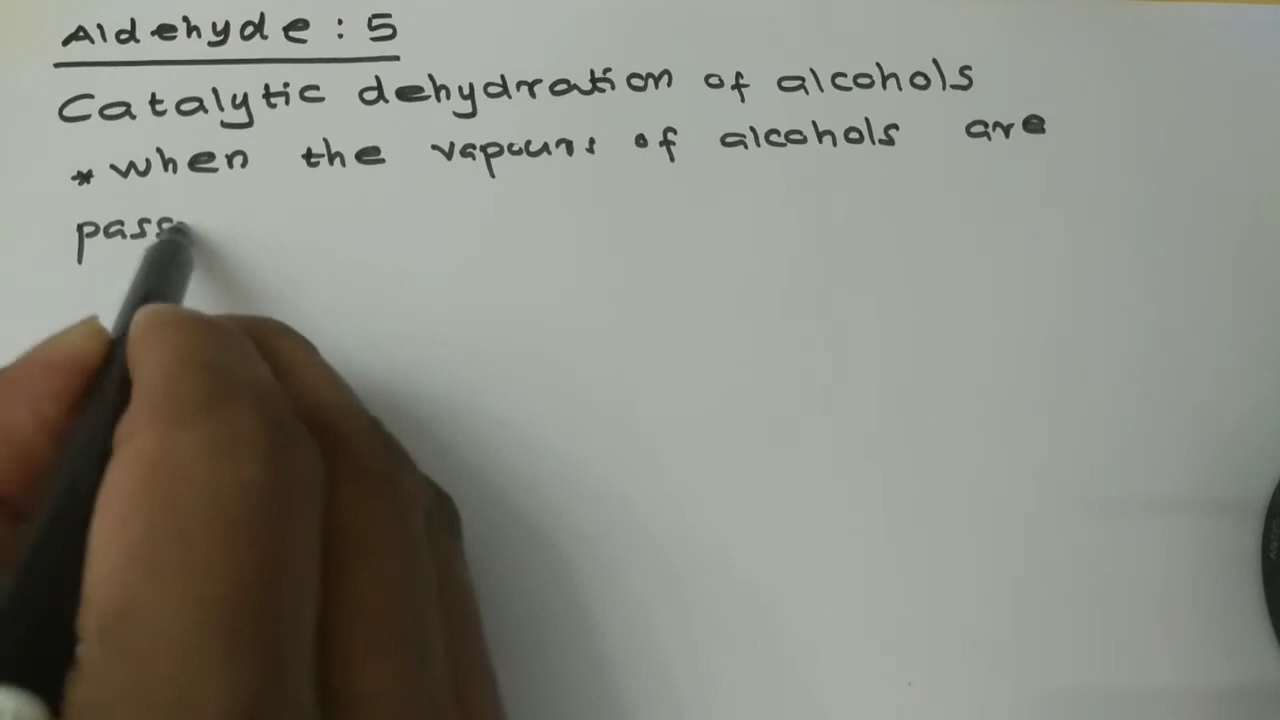 Aldehyde : 5
Catalytic dehydration of alcohols
* when the vapours of alcohols are
pass